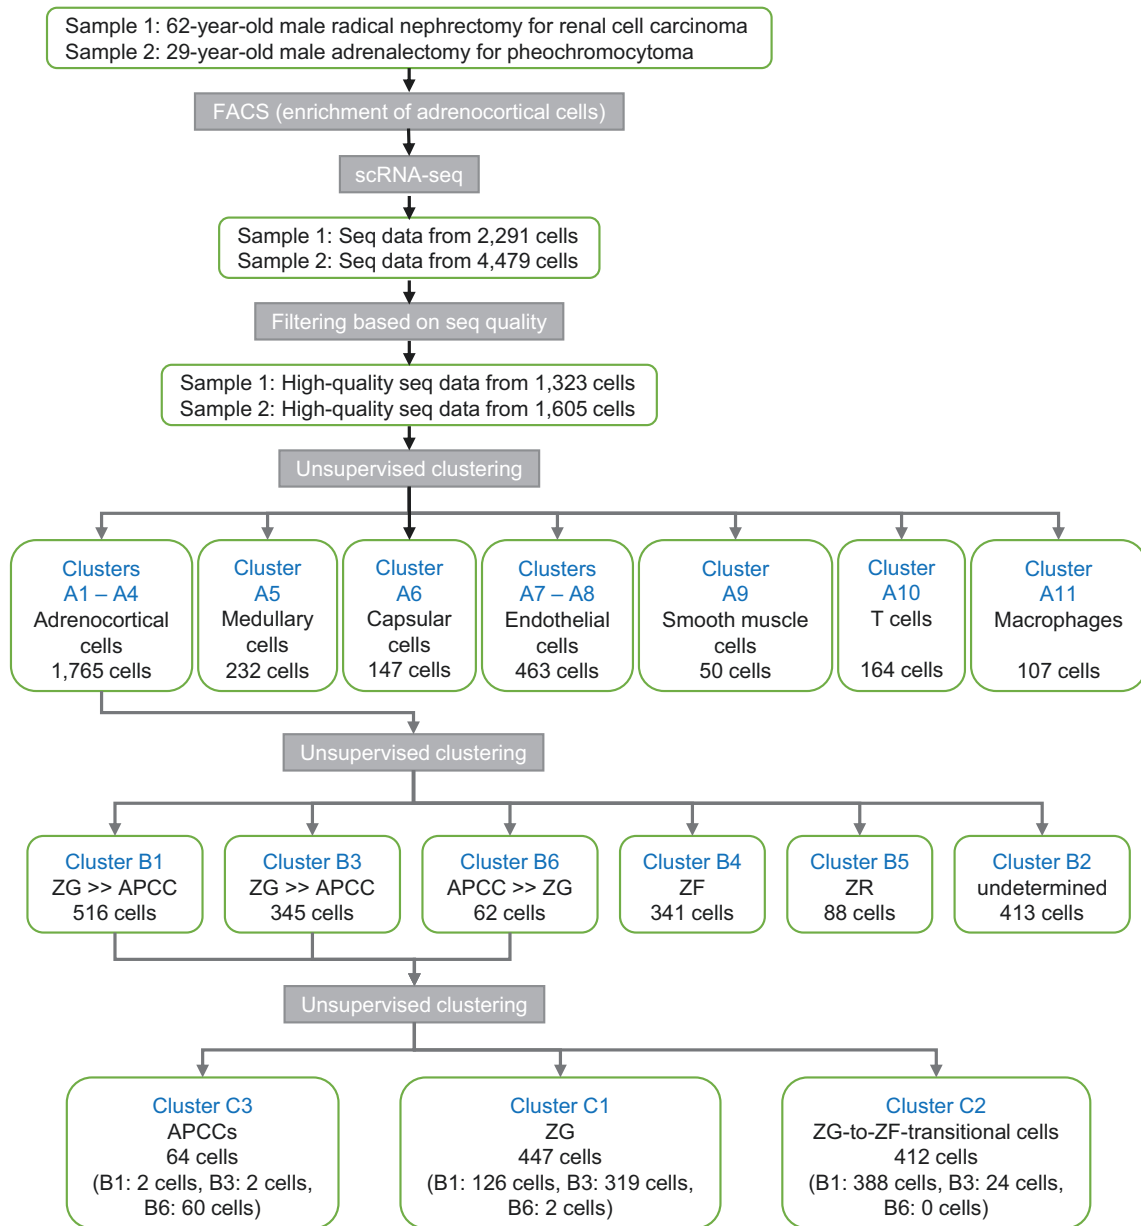 Sample 1: 62-year-old male radical nephrectomy for renal cell carcinoma
Sample 2: 29-year-old male adrenalectomy for pheochromocytoma
FACS (enrichment of adrenocortical cells)
scRNA-seq
Sample 1: Seq data from 2,291 cells
Sample 2: Seq data from 4,479 cells
Filtering based on seq quality
Sample 1: High-quality seq data from 1,323 cells
Sample 2: High-quality seq data from 1,605 cells
Unsupervised clustering
Clusters
A1 – A4
Adrenocortical
cells
1,765 cells
Cluster
A5
Medullary
cells
232 cells
Cluster
A6
Capsular
cells
147 cells
Clusters
A7 – A8
Endothelial
cells
463 cells
Cluster
A9
Smooth muscle
cells
50 cells
Cluster
A10
T cells
164 cells
Cluster
A11
Macrophages
107 cells
Unsupervised clustering
Cluster B1
ZG >> APCC
516 cells
Cluster B3
ZG >> APCC
345 cells
Cluster B6
APCC >> ZG
62 cells
Cluster B4
ZF
341 cells
Cluster B5
ZR
88 cells
Cluster B2
undetermined
413 cells
Unsupervised clustering
Cluster C3
APCCs
64 cells
(B1: 2 cells, B3: 2 cells,
B6: 60 cells)
Cluster C1
ZG
447 cells
(B1: 126 cells, B3: 319 cells,
B6: 2 cells)
Cluster C2
ZG-to-ZF-transitional cells
412 cells
(B1: 388 cells, B3: 24 cells,
B6: 0 cells)